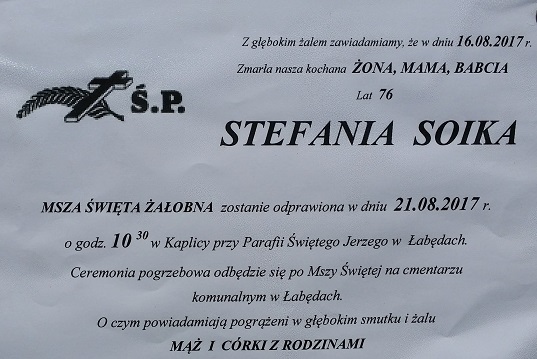 Z głębokim żalem zawiadamiamy, że w dniu 16.08.2017 r.
Zmarła nasza kochana ŻONA, MAMA, BABCIA
Lat 76
Ś.P.
STEFANIA SOIKA
MSZA ŚWIĘTA ŻAŁOBNA zostanie odprawiona w dniu 21.08.2017 r.
o godz. 10 30 w Kaplicy przy Parafii Świętego Jerzego w Łabędach.
Ceremonia pogrzebowa odbędzie się po Mszy Świętej na cmentarzu
komunalnym w Łabędach.
O czym powiadamiają pogrążeni w głębokim smutku i żalu
MĄŻ I CÓRKI Z RODZINAMI